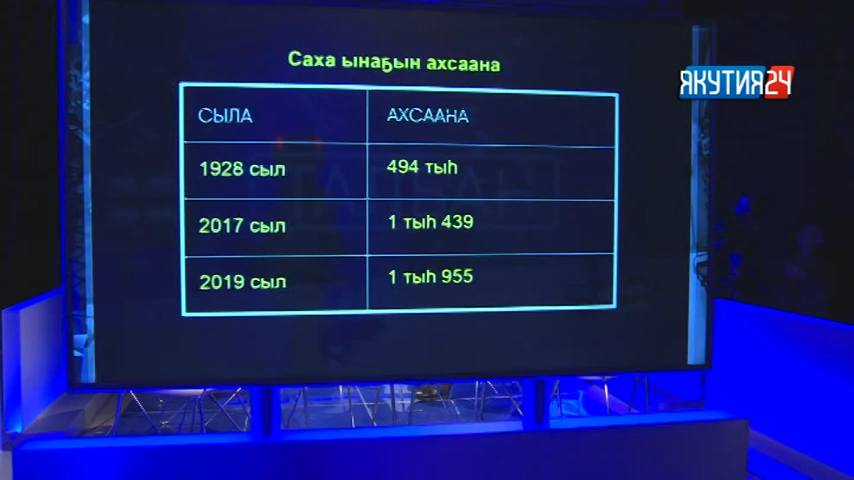 Саха ынаҕын ахсаана
ЯКУТИЯ24
СЫЛА АХСААНА
1928 сыл 494 тыһ
2017 сыл 1 тыһ 439
2019 сыл 1 тыһ 955